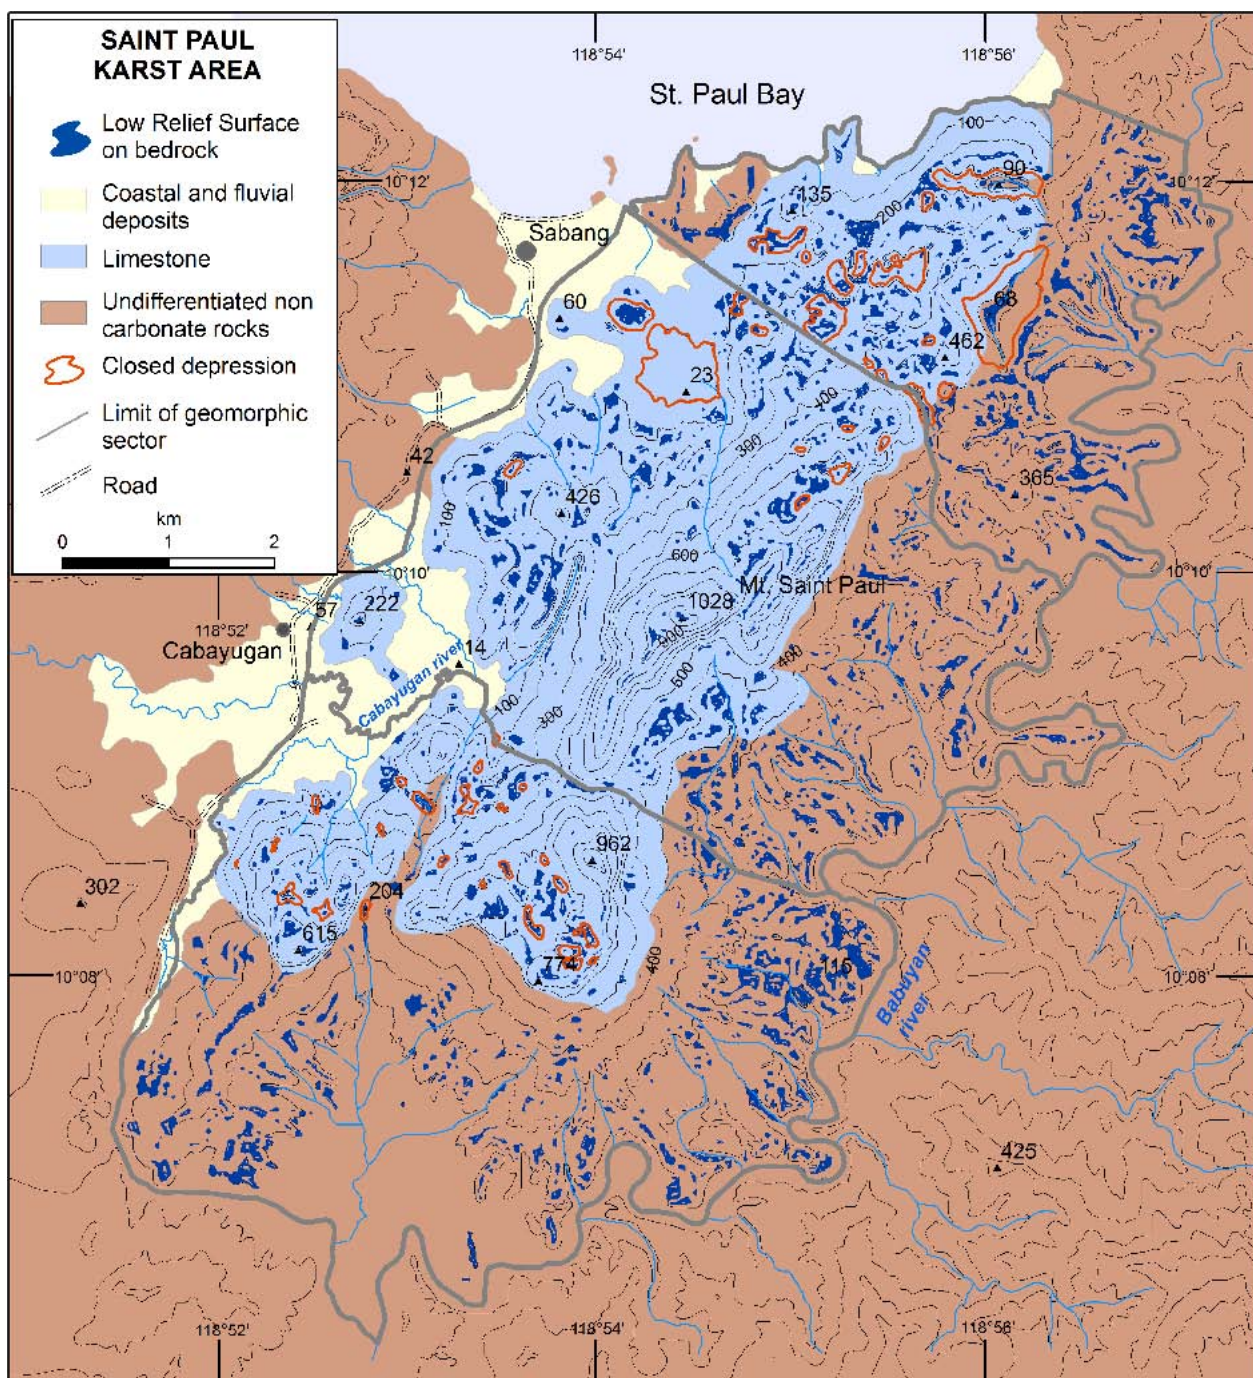 SAINT PAUL
KARST AREA
Low Relief Surface
on bedrock
Coastal and fluvial
deposits
Limestone
Undifferentiated non
carbonate rocks
Closed depression
Limit of geomorphic
sector
Road
km
0 1 2
118°54'
118°56'
St. Paul Bay
100
90
10°12'
10°12'
135
200
Sabang
60
68
462
23
400
300
42
365
426
100
600
10°10'
Mt. Saint Paul
1028
222
57
118°52'
Cabayugan
900
14
400
500
Cabayugan river
100
300
962
302
204
615
400
774
116
10°08'
10°08'
Babuyan
river
425
118°52'
118°54'
118°56'